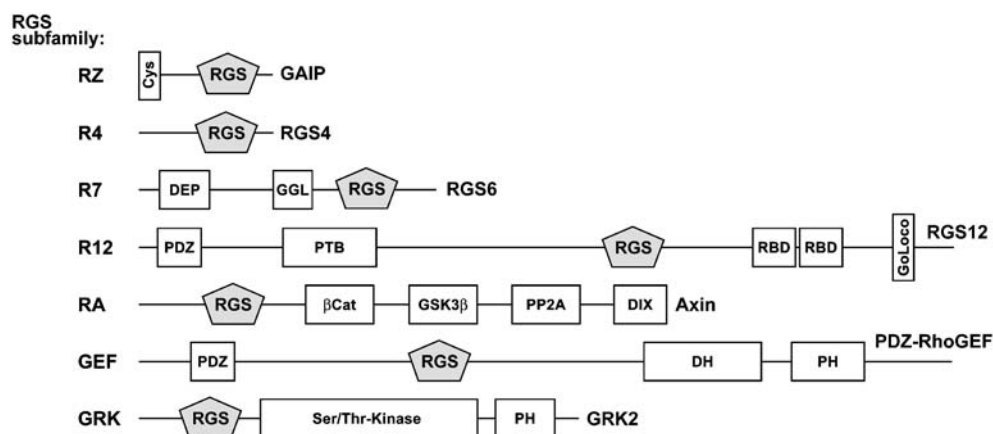 RGS
subfamily:
RZ Cys RGS GAIP
R4 RGS RGS4
R7 DEP GGL RGS RGS6
R12 PDZ PTB RGS RBD RBD GoLoco RGS12
RA RGS βCat GSK3β PP2A DIX Axin
GEF PDZ RGS DH PH PDZ-RhoGEF
GRK RGS Ser/Thr-Kinase PH GRK2